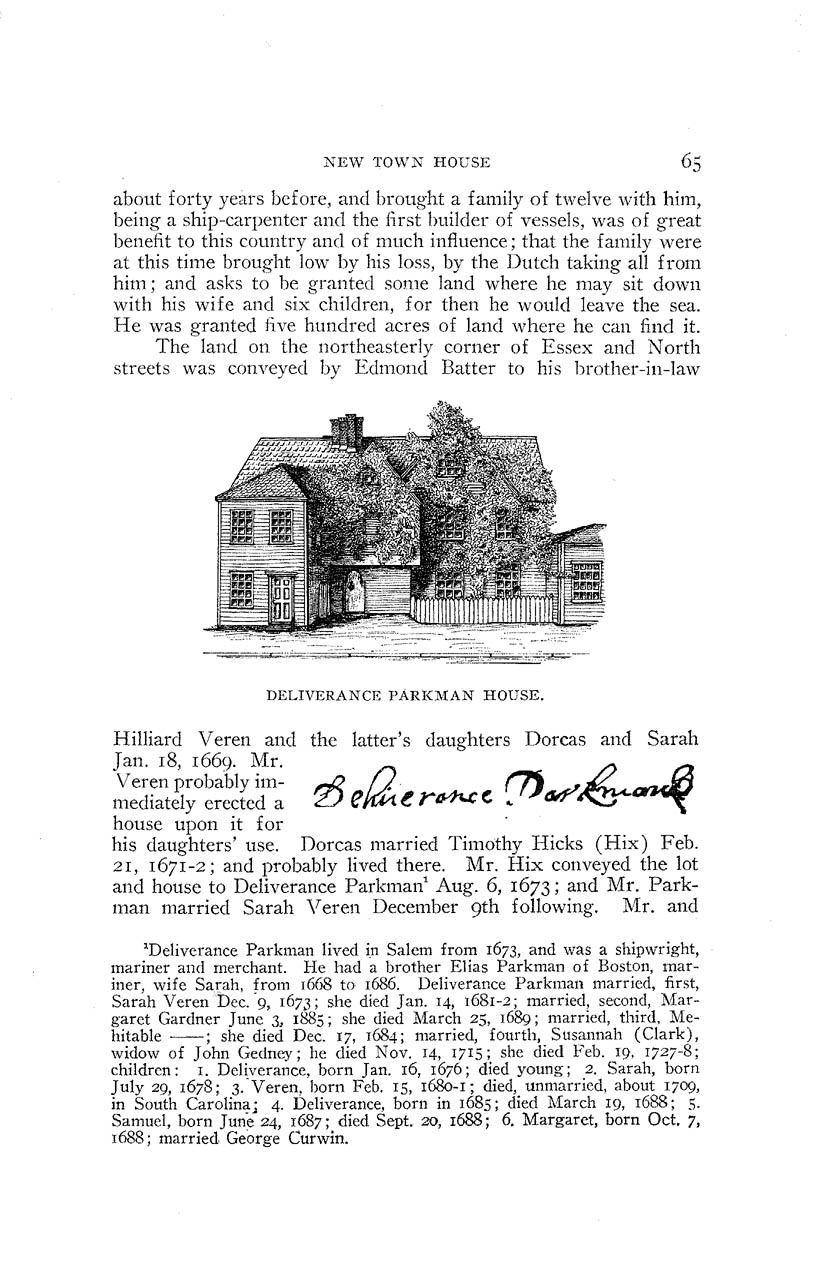 NEW TOWN HOUSE 65
about forty years before, and brought a family of twelve with him,
being a ship-carpenter and the first builder of vessels, was of great
benefit to this country and of much influence; that the family were
at this time brought low by his loss, by the Dutch taking all from
him; and asks to be granted some land where he may sit down
with his wife and six children, for then he would leave the sea.
He was granted five hundred acres of land where he can find it.
The land on the northeasterly corner of Essex and North
streets was conveyed by Edmond Batter to his brother-in-law
DELIVERANCE PARKMAN HOUSE.
Hilliard Veren and the latter's daughters Dorcas and Sarah
Jan. 18, 1669. Mr.
Veren probably im-
mediately erected a
house upon it for
Deliuerance Parkman
his daughters' use. Dorcas married Timothy Hicks (Hix) Feb.
21, 1671-2; and probably lived there. Mr. Hix conveyed the lot
and house to Deliverance Parkman¹ Aug. 6, 1673; and Mr. Park-
man married Sarah Veren December 9th following. Mr. and
¹Deliverance Parkman lived in Salem from 1673, and was a shipwright,
mariner and merchant. He had a brother Elias Parkman of Boston, mar-
iner, wife Sarah, from 1668 to 1686. Deliverance Parkman married, first,
Sarah Veren Dec. 9, 1673; she died Jan. 14, 1681-2; married, second, Mar-
garet Gardner June 3, 1885; she died March 25, 1689; married, third, Me-
hitable ——; she died Dec. 17, 1684; married, fourth, Susannah (Clark),
widow of John Gedney; he died Nov. 14, 1715; she died Feb. 19, 1727-8;
children: 1. Deliverance, born Jan. 16, 1676; died young; 2. Sarah, born
July 29, 1678; 3. Veren, born Feb. 15, 1680-1; died, unmarried, about 1709,
in South Carolina; 4. Deliverance, born in 1685; died March 19, 1688; 5.
Samuel, born June 24, 1687; died Sept. 20, 1688; 6. Margaret, born Oct. 7,
1688; married George Curwin.